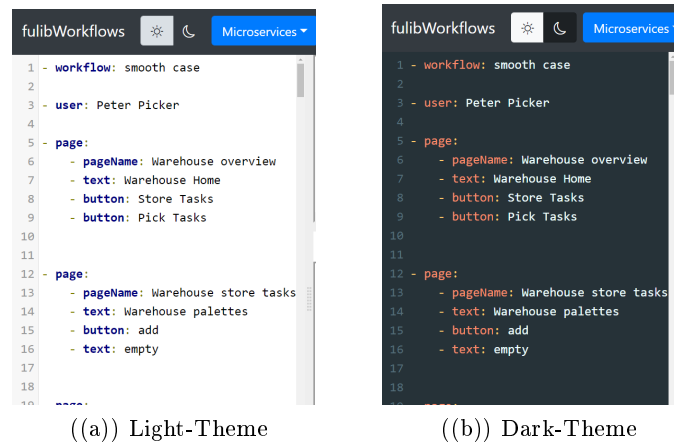 fulibWorkflows Microservices
1 - workflow: smooth case
2
3 - user: Peter Picker
4
5 - page:
6 - pageName: Warehouse overview
7 - text: Warehouse Home
8 - button: Store Tasks
9 - button: Pick Tasks
10
11
12 - page:
13 - pageName: Warehouse store tasks
14 - text: Warehouse palettes
15 - button: add
16 - text: empty
17
18
19 - page:
((a)) Light-Theme
fulibWorkflows Microservices
1 - workflow: smooth case
2
3 - user: Peter Picker
4
5 - page:
6 - pageName: Warehouse overview
7 - text: Warehouse Home
8 - button: Store Tasks
9 - button: Pick Tasks
10
11
12 - page:
13 - pageName: Warehouse store tasks
14 - text: Warehouse palettes
15 - button: add
16 - text: empty
17
18
19 - page:
((b)) Dark-Theme